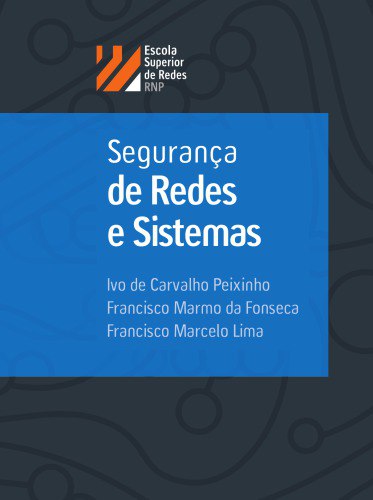 Escola
Superior
de Redes
RNP
Segurança
de Redes
e Sistemas
Ivo de Carvalho Peixinho
Francisco Marmo da Fonseca
Francisco Marcelo Lima